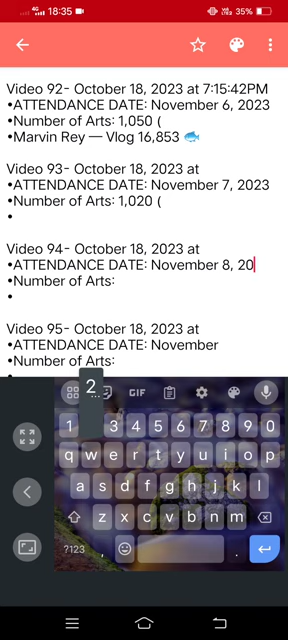 4G 18:35 35%
Video 92- October 18, 2023 at 7:15:42PM
•ATTENDANCE DATE: November 6, 2023
•Number of Arts: 1,050 (
•Marvin Rey — Vlog 16,853 🐟
Video 93- October 18, 2023 at
•ATTENDANCE DATE: November 7, 2023
•Number of Arts: 1,020 (
•
Video 94- October 18, 2023 at
•ATTENDANCE DATE: November 8, 20
•Number of Arts:
•
Video 95- October 18, 2023 at
•ATTENDANCE DATE: November
•Number of Arts:
2
...
GIF
1 3 4 5 6 7 8 9 0
q w e r t y u i o p
a s d f g h j k l
z x c v b n m
?123 , .